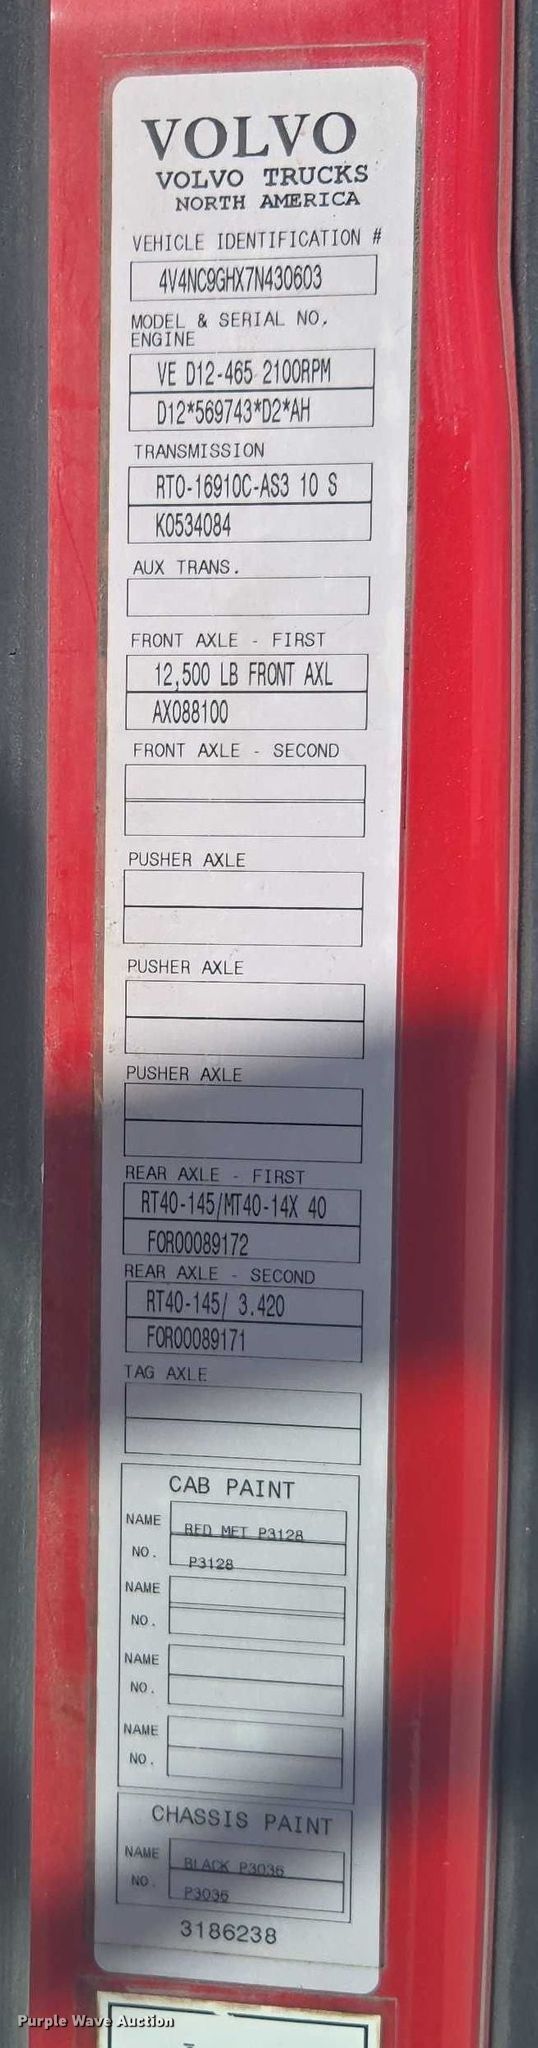 VOLVO
VOLVO TRUCKS
NORTH AMERICA
VEHICLE IDENTIFICATION #
4V4NC9GHX7N430603
MODEL & SERIAL NO.
ENGINE
VE D12-465 2100RPM
D12*569743*D2*AH
TRANSMISSION
RTO-16910C-AS3 10 S
K0534084
AUX TRANS.
FRONT AXLE - FIRST
12,500 LB FRONT AXL
AX088100
FRONT AXLE - SECOND
PUSHER AXLE
PUSHER AXLE
PUSHER AXLE
REAR AXLE - FIRST
RT40-145/MT40-14X 40
FOR00089172
REAR AXLE - SECOND
RT40-145/ 3.420
FOR00089171
TAG AXLE
CAB PAINT
NAME RED MET P3128
NO. P3128
NAME
NO.
NAME
NO.
NAME
NO.
CHASSIS PAINT
NAME BLACK P3036
NO. P3036
3186238
Purple Wave Auction